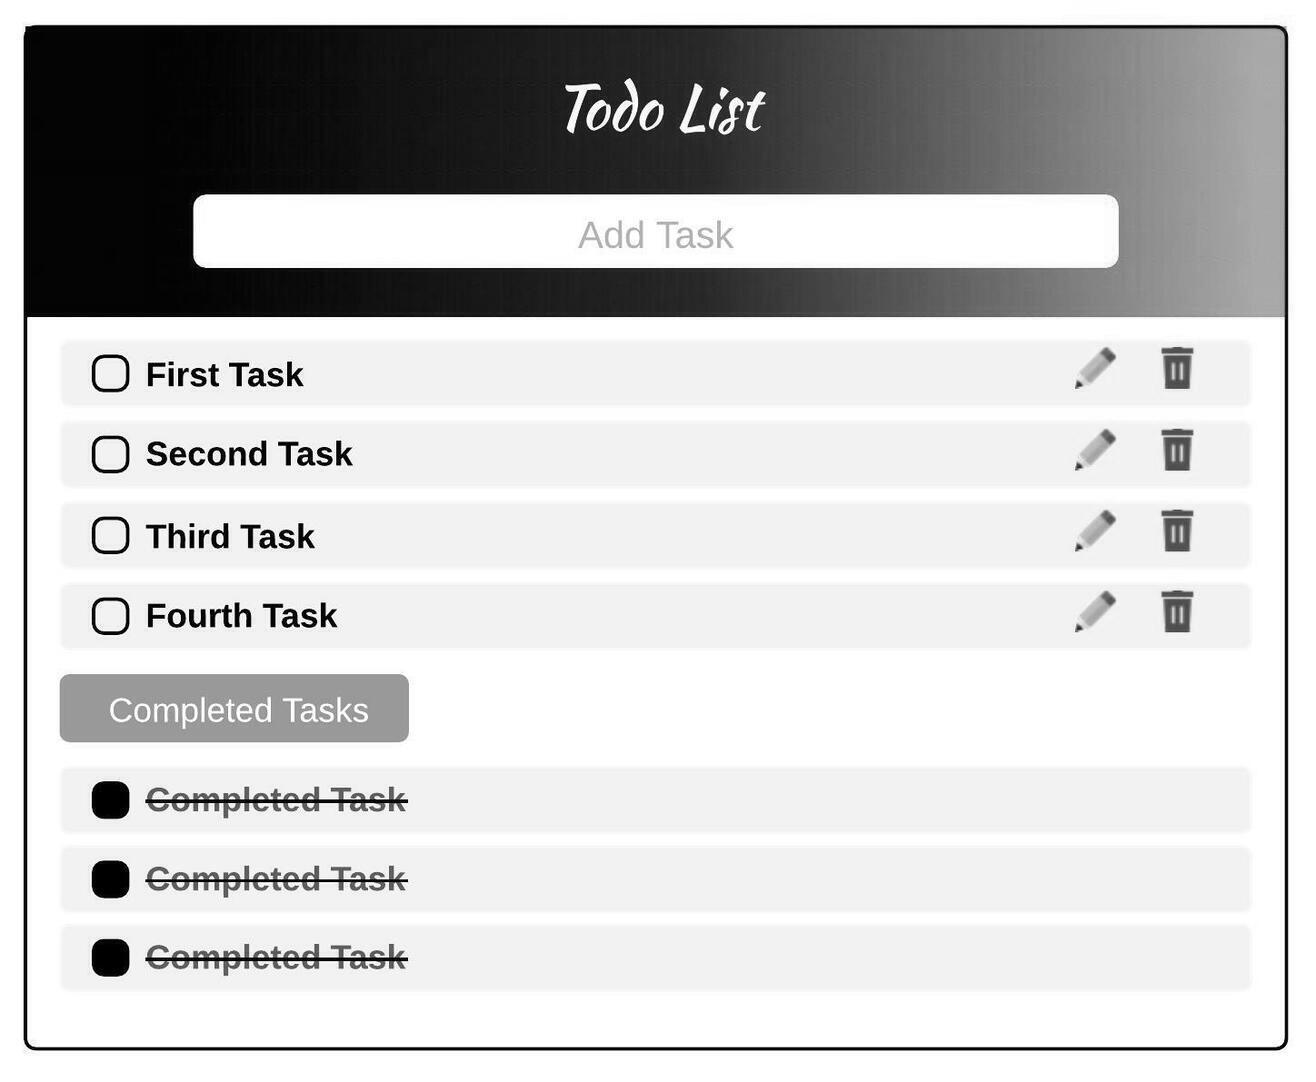 Todo List
Add Task
First Task
Second Task
Third Task
Fourth Task
Completed Tasks
Completed Task
Completed Task
Completed Task